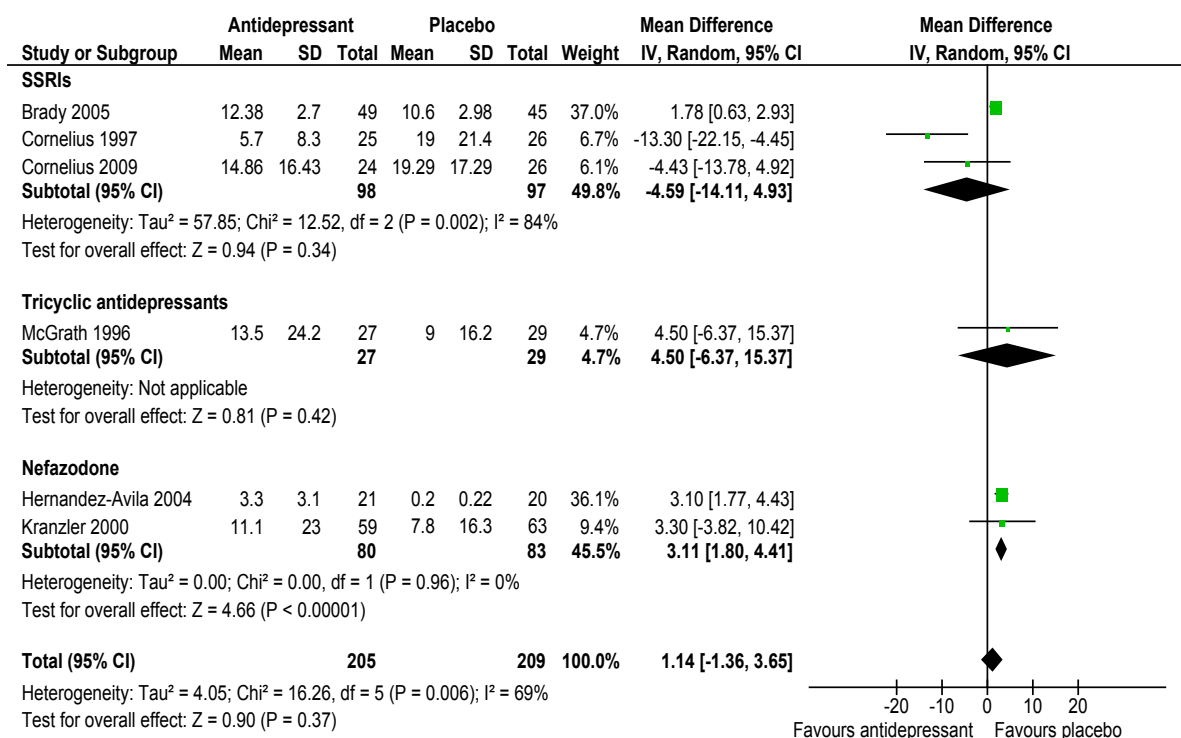 Antidepressant Placebo Mean Difference Mean Difference
Study or Subgroup Mean SD Total Mean SD Total Weight IV, Random, 95% CI IV, Random, 95% CI
SSRIs
Brady 2005 12.38 2.7 49 10.6 2.98 45 37.0% 1.78 [0.63, 2.93]
Cornelius 1997 5.7 8.3 25 19 21.4 26 6.7% -13.30 [-22.15, -4.45]
Cornelius 2009 14.86 16.43 24 19.29 17.29 26 6.1% -4.43 [-13.78, 4.92]
Subtotal (95% CI) 98 97 49.8% -4.59 [-14.11, 4.93]
Heterogeneity: Tau² = 57.85; Chi² = 12.52, df = 2 (P = 0.002); I² = 84%
Test for overall effect: Z = 0.94 (P = 0.34)
Tricyclic antidepressants
McGrath 1996 13.5 24.2 27 9 16.2 29 4.7% 4.50 [-6.37, 15.37]
Subtotal (95% CI) 27 29 4.7% 4.50 [-6.37, 15.37]
Heterogeneity: Not applicable
Test for overall effect: Z = 0.81 (P = 0.42)
Nefazodone
Hernandez-Avila 2004 3.3 3.1 21 0.2 0.22 20 36.1% 3.10 [1.77, 4.43]
Kranzler 2000 11.1 23 59 7.8 16.3 63 9.4% 3.30 [-3.82, 10.42]
Subtotal (95% CI) 80 83 45.5% 3.11 [1.80, 4.41]
Heterogeneity: Tau² = 0.00; Chi² = 0.00, df = 1 (P = 0.96); I² = 0%
Test for overall effect: Z = 4.66 (P < 0.00001)
Total (95% CI) 205 209 100.0% 1.14 [-1.36, 3.65]
Heterogeneity: Tau² = 4.05; Chi² = 16.26, df = 5 (P = 0.006); I² = 69%
Test for overall effect: Z = 0.90 (P = 0.37)
-20 -10 0 10 20
Favours antidepressant Favours placebo